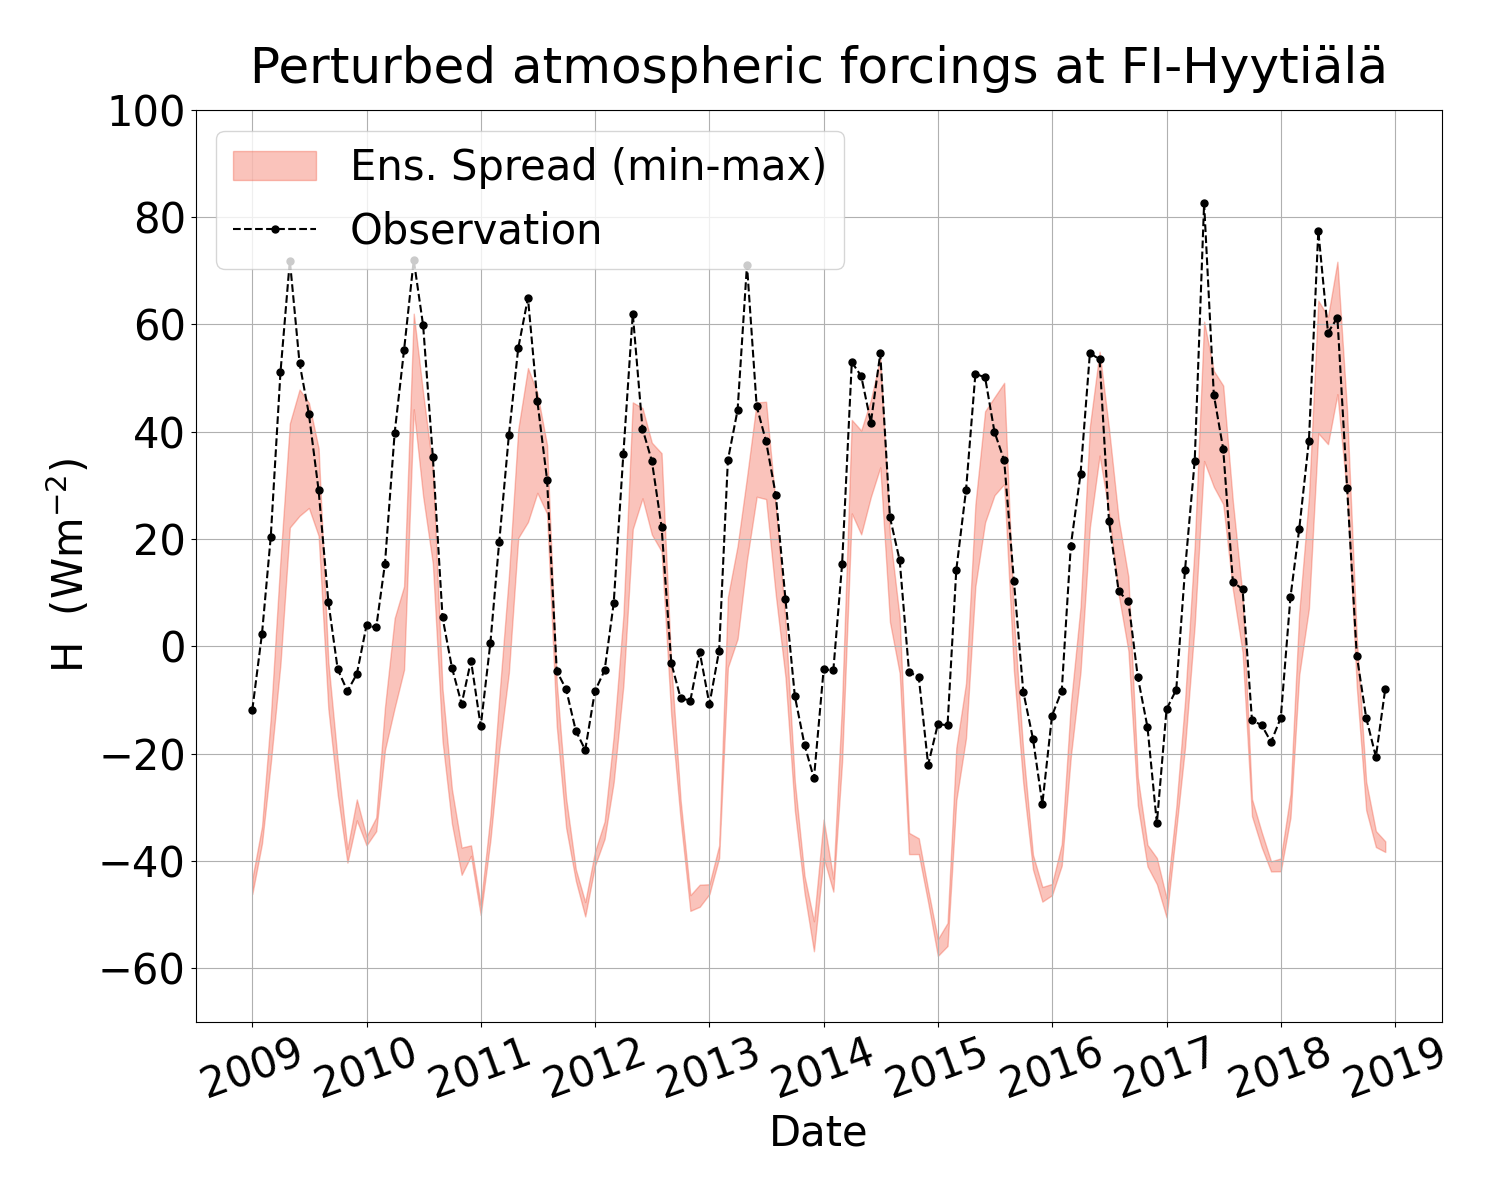 Perturbed atmospheric forcings at FI-Hyytiälä
100
80
60
40
20
0
−20
−40
−60
H (Wm⁻²)
Ens. Spread (min-max)
Observation
2009 2010 2011 2012 2013 2014 2015 2016 2017 2018 2019
Date